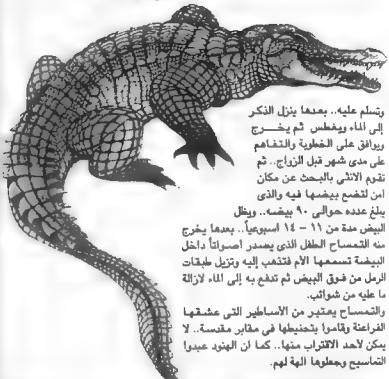 وتسلم عليه.. بعدها ينزل الذكر
إلى الماء ويغطس ثم يخرج
ويوافق على الخطوبة والتفاهم
على مدى شهر قبل الزواج.. ثم
تقوم الأنثى بالبحث عن مكان
آمن لتضع بيضها فيه والذى
يبلغ عدده حوالى ٩٠ بيضه.. ويظل
البيض مدة من ١١ - ١٤ اسبوعياً.. بعدها يخرج
منه التمساح الطفل الذى يصدر أصواتاً داخل
البيضة تسمعها الأم فتذهب إليه وتزيل طبقات
الرمل من فوق البيض ثم تدفع به إلى الماء لازالة
ما عليه من شوائب.
والتمساح يعتبر من الأساطير التى عشقها
الفراعنة وقاموا بتحنيطها في مقابر مقدسة.. لا
يمكن لأحد الاقتراب منها.. كما ان الهنود عبدوا
التماسيح وجعلوها الهة لهم.